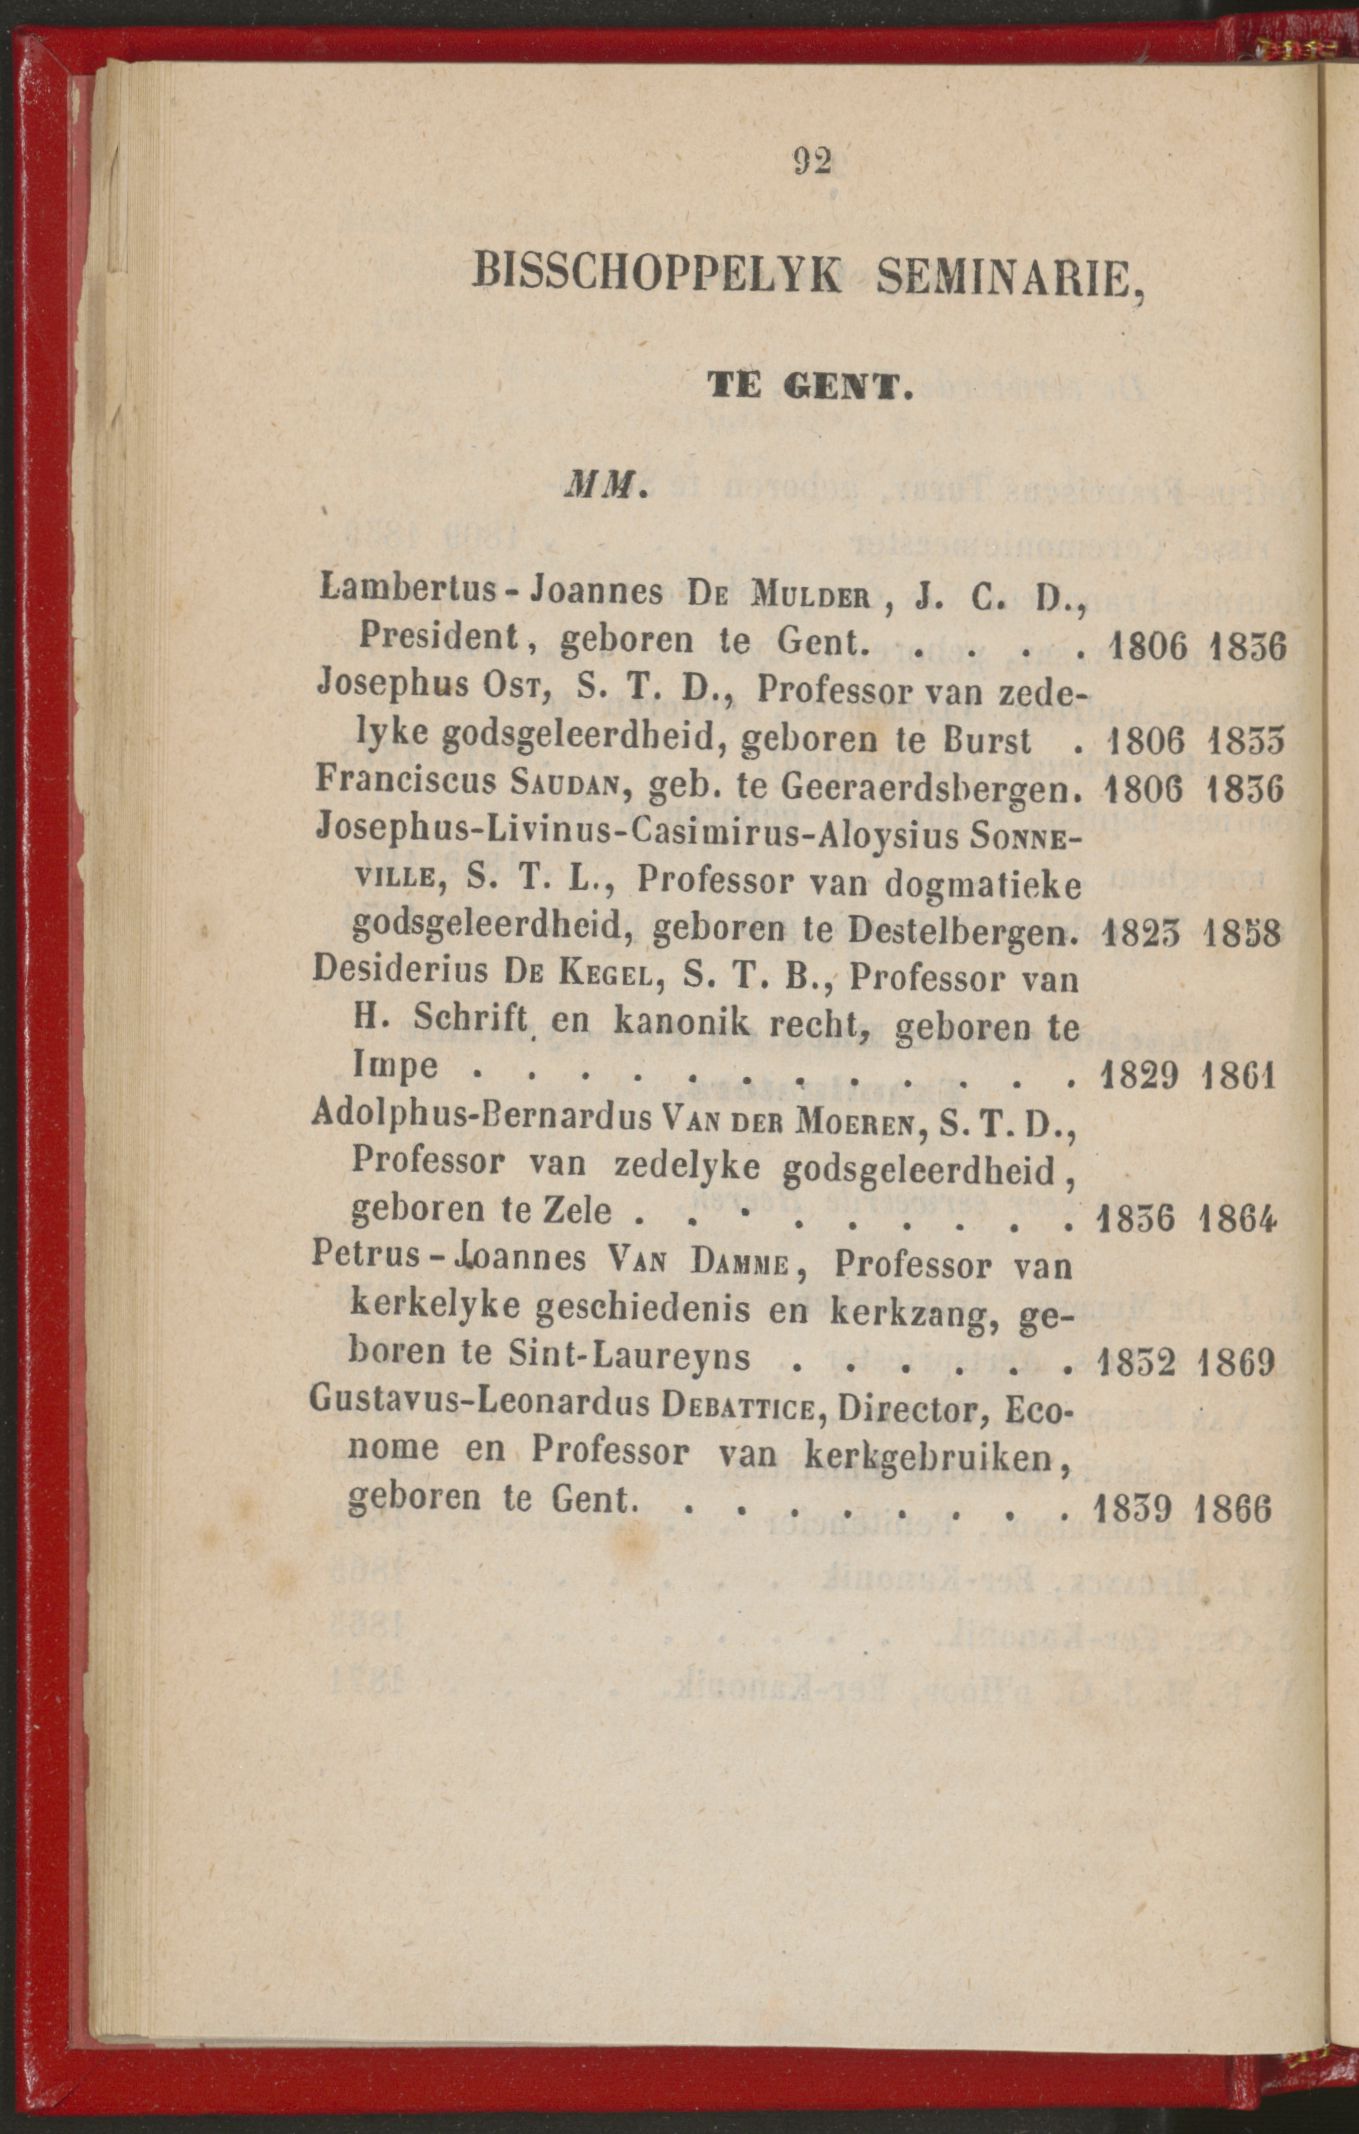 92
BISSCHOPPELYK SEMINARIE,
TE GENT.
MM.
Lambertus-Joannes De Mulder, J. C. D.,
President, geboren te Gent. . . . . 1806 1836
Josephus Ost, S. T. D., Professor van zede-
lyke godsgeleerdheid, geboren te Burst . 1806 1833
Franciscus Saudan, geb. te Geeraerdsbergen. 1806 1836
Josephus-Livinus-Casimirus-Aloysius Sonne-
ville, S. T. L., Professor van dogmatieke
godsgeleerdheid, geboren te Destelbergen. 1823 1858
Desiderius De Kegel, S. T. B., Professor van
H. Schrift en kanonik recht, geboren te
Impe . . . . . . . . . . . . 1829 1861
Adolphus-Bernardus Van der Moeren, S. T. D.,
Professor van zedelyke godsgeleerdheid,
geboren te Zele . . . . . . . . . 1836 1864
Petrus-Joannes Van Damme, Professor van
kerkelyke geschiedenis en kerkzang, ge-
boren te Sint-Laureyns . . . . . . 1832 1869
Gustavus-Leonardus Debattice, Director, Eco-
nome en Professor van kerkgebruiken,
geboren te Gent. . . . . . . . . 1839 1866